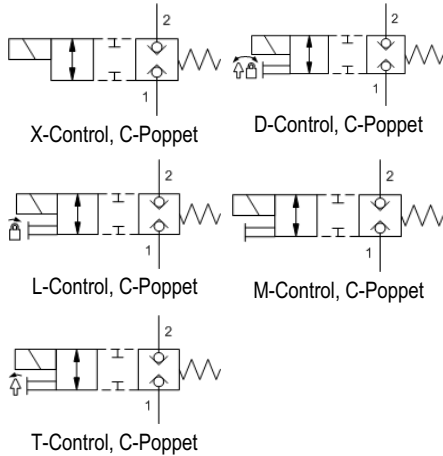 2
1
X-Control, C-Poppet
2
1
D-Control, C-Poppet
2
1
L-Control, C-Poppet
2
1
M-Control, C-Poppet
2
1
T-Control, C-Poppet